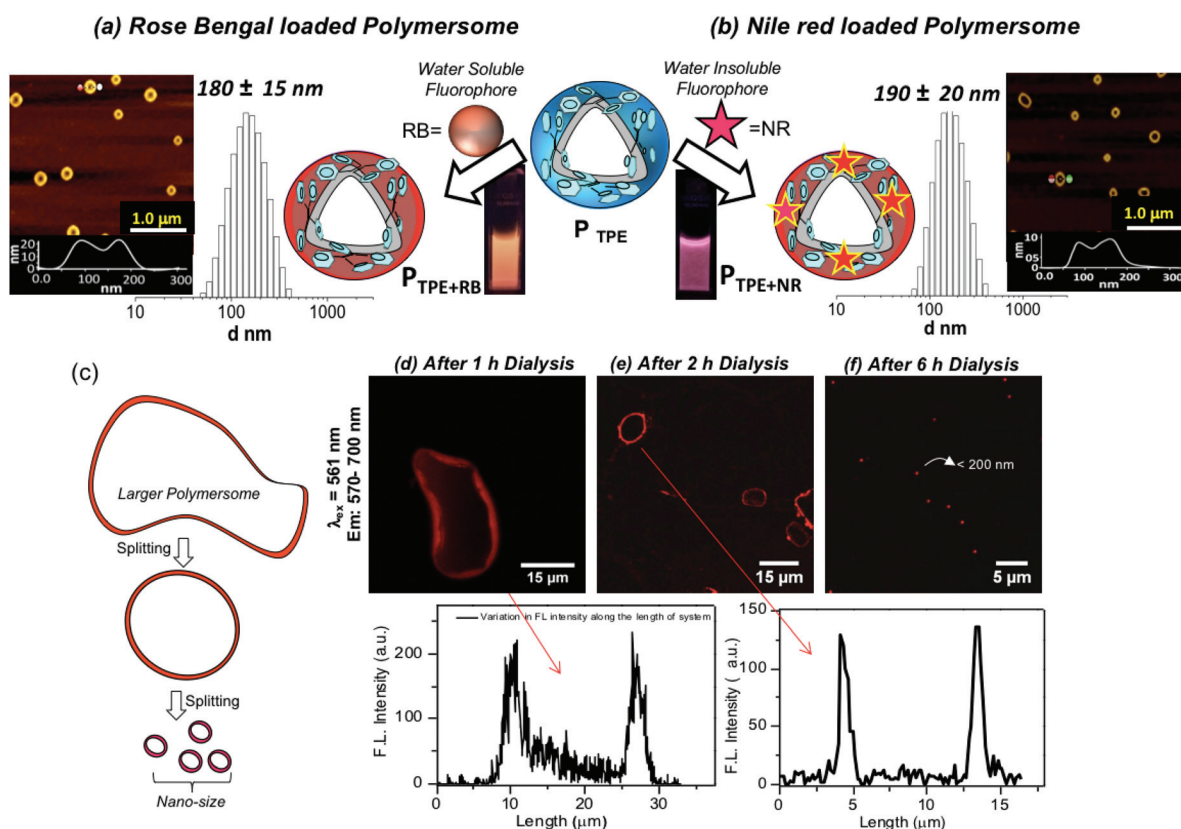 (a) Rose Bengal loaded Polymersome
(b) Nile red loaded Polymersome
180 ± 15 nm
Water Soluble
Fluorophore
RB=
Water Insoluble
Fluorophore
=NR
190 ± 20 nm
1.0 µm
nm
20
10
0
0.0 100 200 300
nm
P TPE
P TPE+RB
P TPE+NR
10 100 1000
d nm
1.0 µm
nm
10
05
0
0.0 100 200 300
nm
10 100 1000
d nm
(c)
Larger Polymersome
Splitting
Splitting
Nano-size
(d) After 1 h Dialysis
(e) After 2 h Dialysis
(f) After 6 h Dialysis
λex = 561 nm
Em: 570- 700 nm
15 µm
15 µm
< 200 nm
5 µm
Variation in FL intensity along the length of system
F.L. Intensity (a.u.)
200
100
0
0 10 20 30
Length (µm)
F.L. Intensity ( a.u.)
150
100
50
0
0 5 10 15
Length (µm)